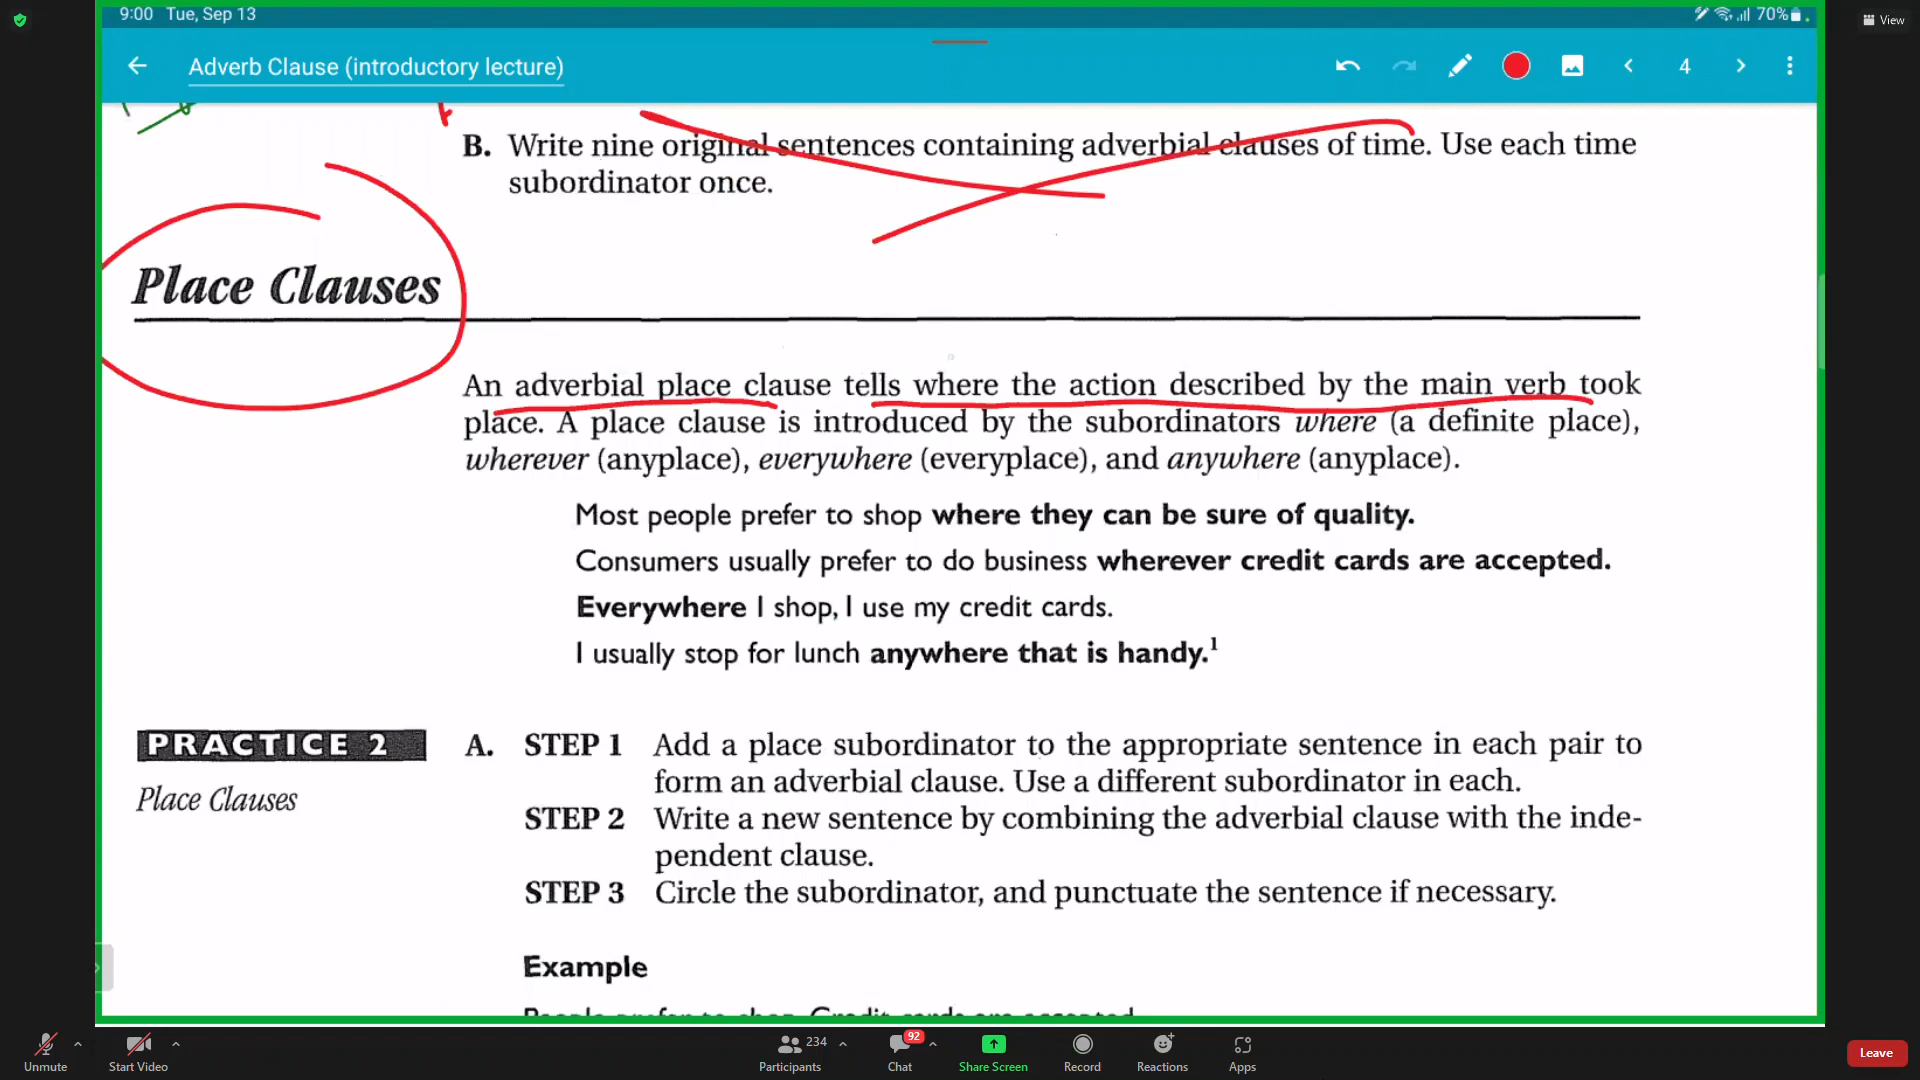 9:00 Tue, Sep 13
70%
View
Adverb Clause (introductory lecture)
4
B. Write nine original sentences containing adverbial clauses of time. Use each time
subordinator once.
Place Clauses
An adverbial place clause tells where the action described by the main verb took
place. A place clause is introduced by the subordinators where (a definite place),
wherever (anyplace), everywhere (everyplace), and anywhere (anyplace).
Most people prefer to shop where they can be sure of quality.
Consumers usually prefer to do business wherever credit cards are accepted.
Everywhere I shop, I use my credit cards.
I usually stop for lunch anywhere that is handy.¹
PRACTICE 2
Place Clauses
A. STEP 1 Add a place subordinator to the appropriate sentence in each pair to
form an adverbial clause. Use a different subordinator in each.
STEP 2 Write a new sentence by combining the adverbial clause with the inde-
pendent clause.
STEP 3 Circle the subordinator, and punctuate the sentence if necessary.
Example
People prefer to shop. Credit cards are accepted.
Unmute
Start Video
234
Participants
92
Chat
Share Screen
Record
Reactions
Apps
Leave